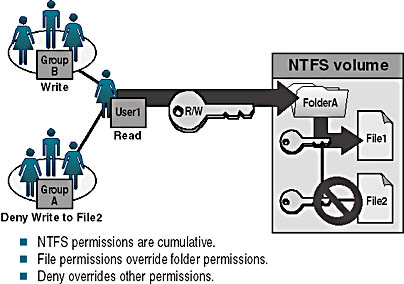 Group
B
Write
User1
Read
R/W
NTFS volume
FolderA
File1
File2
Group
A
Deny Write to File2
NTFS permissions are cumulative.
File permissions override folder permissions.
Deny overrides other permissions.